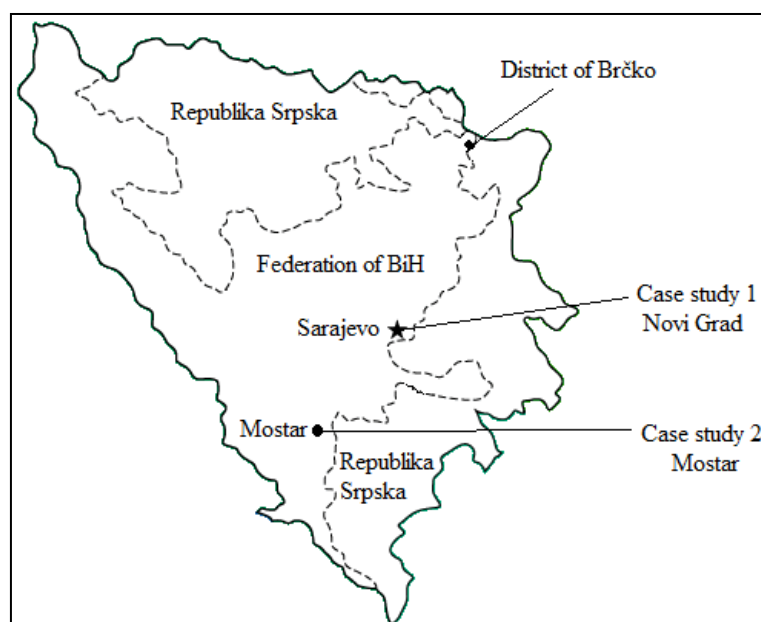 District of Brčko
Republika Srpska
Federation of BiH
Case study 1
Novi Grad
Sarajevo
Mostar
Case study 2
Mostar
Republika
Srpska